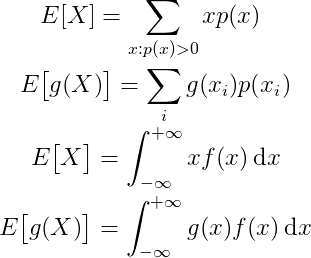 E[X] = ∑_{x:p(x)>0} xp(x)
E[g(X)] = ∑_i g(x_i)p(x_i)
E[X] = ∫_{−∞}^{+∞} xf(x) dx
E[g(X)] = ∫_{−∞}^{+∞} g(x)f(x) dx